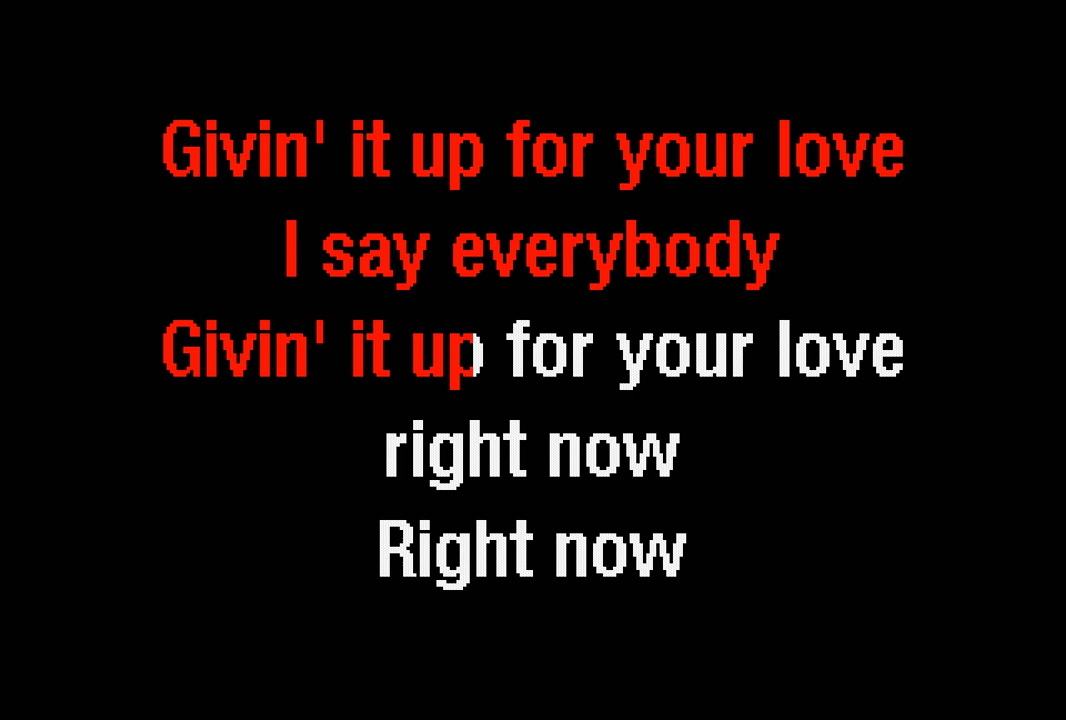 Givin' it up for your love
I say everybody
Givin' it up for your love
right now
Right now